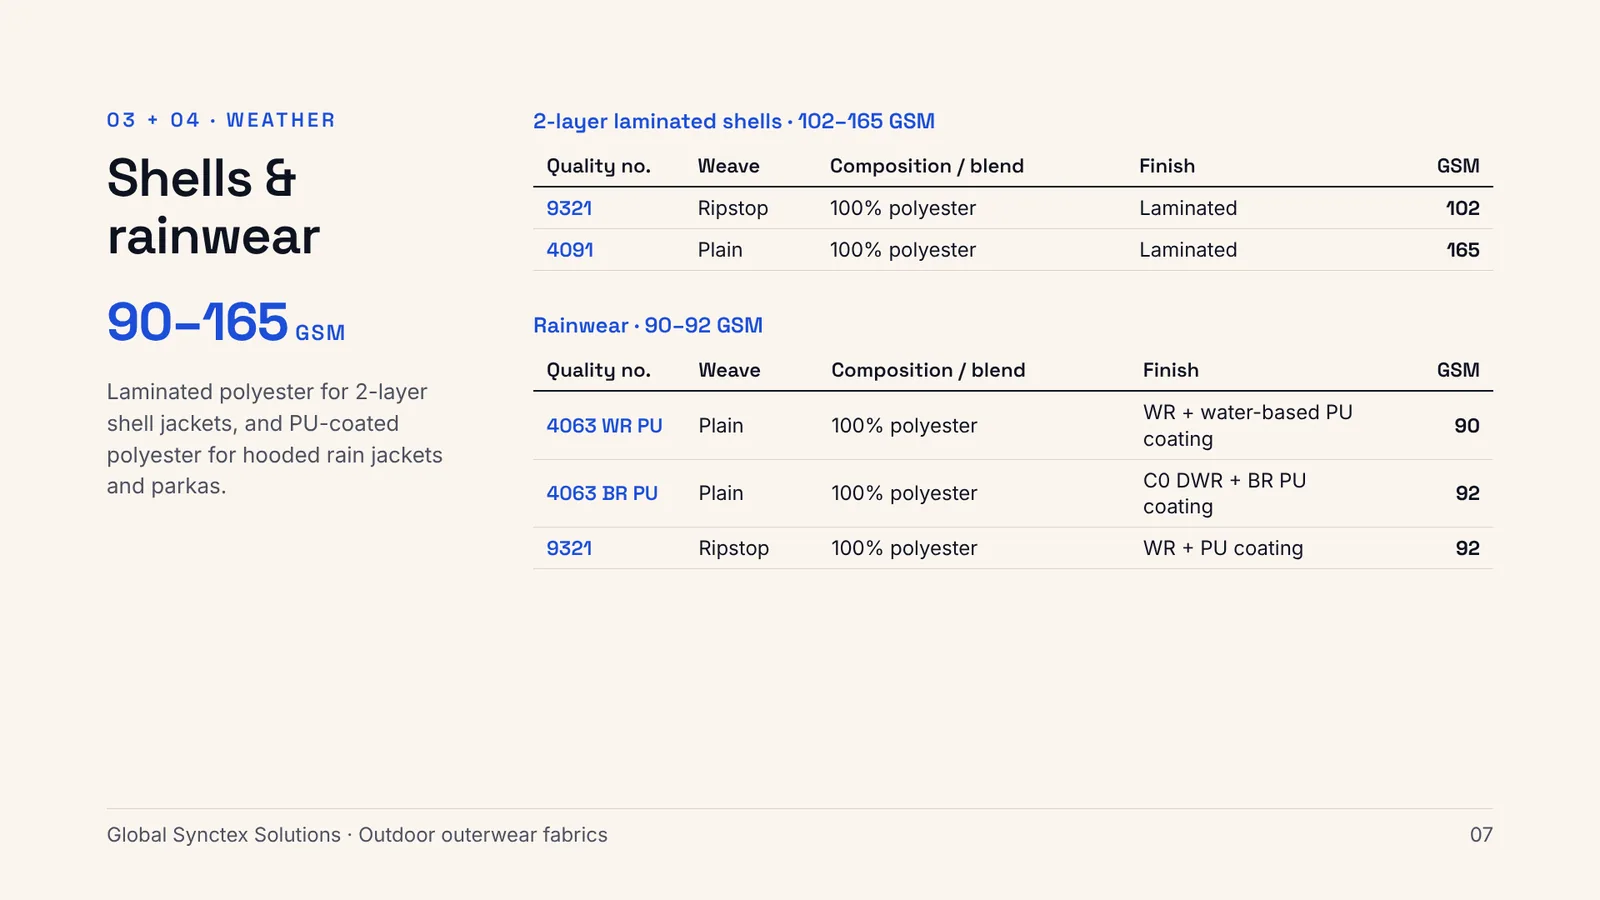 03 + 04 · WEATHER
Shells &
rainwear
90–165 GSM
Laminated polyester for 2-layer
shell jackets, and PU-coated
polyester for hooded rain jackets
and parkas.
2-layer laminated shells · 102–165 GSM
Quality no. Weave Composition / blend Finish GSM
9321 Ripstop 100% polyester Laminated 102
4091 Plain 100% polyester Laminated 165
Rainwear · 90–92 GSM
Quality no. Weave Composition / blend Finish GSM
4063 WR PU Plain 100% polyester WR + water-based PU
coating 90
4063 BR PU Plain 100% polyester C0 DWR + BR PU
coating 92
9321 Ripstop 100% polyester WR + PU coating 92
Global Synctex Solutions · Outdoor outerwear fabrics 07